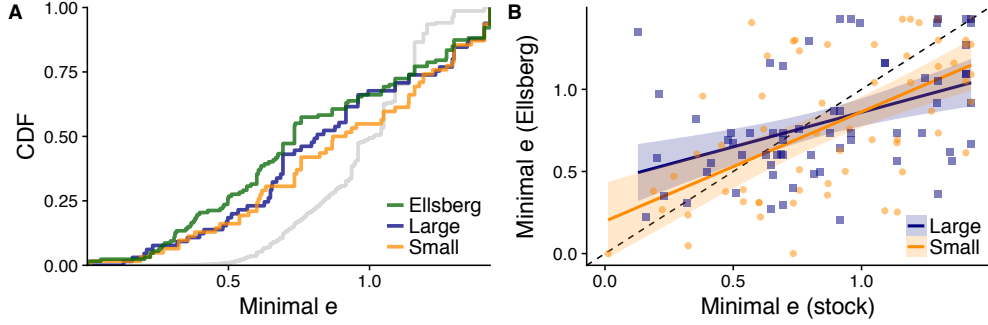 A
CDF
1.00
0.75
0.50
0.25
0.00
0.5
1.0
Minimal e
Ellsberg
Large
Small
B
Minimal e (Ellsberg)
1.0
0.5
0.0
0.0
0.5
1.0
Minimal e (stock)
Large
Small